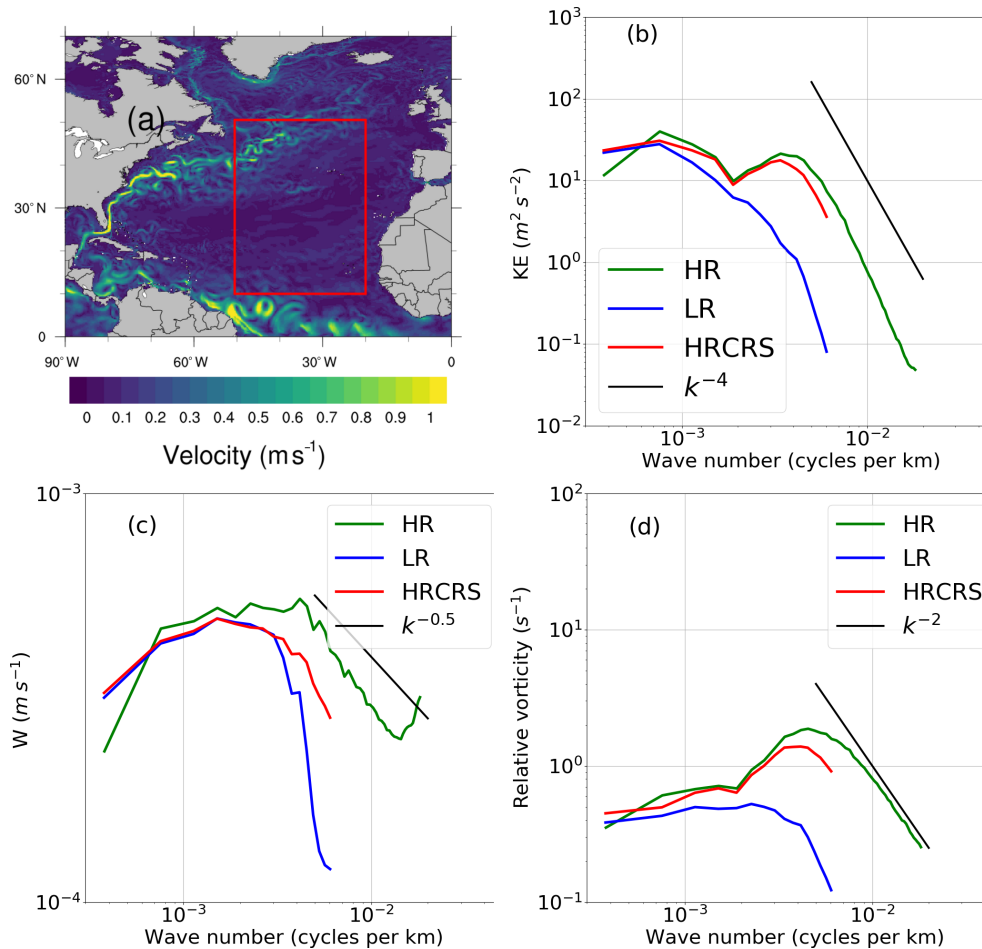 (a)
60°N
30°N
0
90°W 60°W 30°W 0
0 0.1 0.2 0.3 0.4 0.5 0.6 0.7 0.8 0.9 1
Velocity (m s⁻¹)
(b)
KE (m² s⁻²)
10³
10²
10¹
10⁰
10⁻¹
10⁻²
HR
LR
HRCRS
k⁻⁴
10⁻³ 10⁻²
Wave number (cycles per km)
(c)
W (m s⁻¹)
10⁻³
10⁻⁴
HR
LR
HRCRS
k⁻⁰·⁵
10⁻³ 10⁻²
Wave number (cycles per km)
(d)
Relative vorticity (s⁻¹)
10²
10¹
10⁰
10⁻¹
HR
LR
HRCRS
k⁻²
10⁻³ 10⁻²
Wave number (cycles per km)